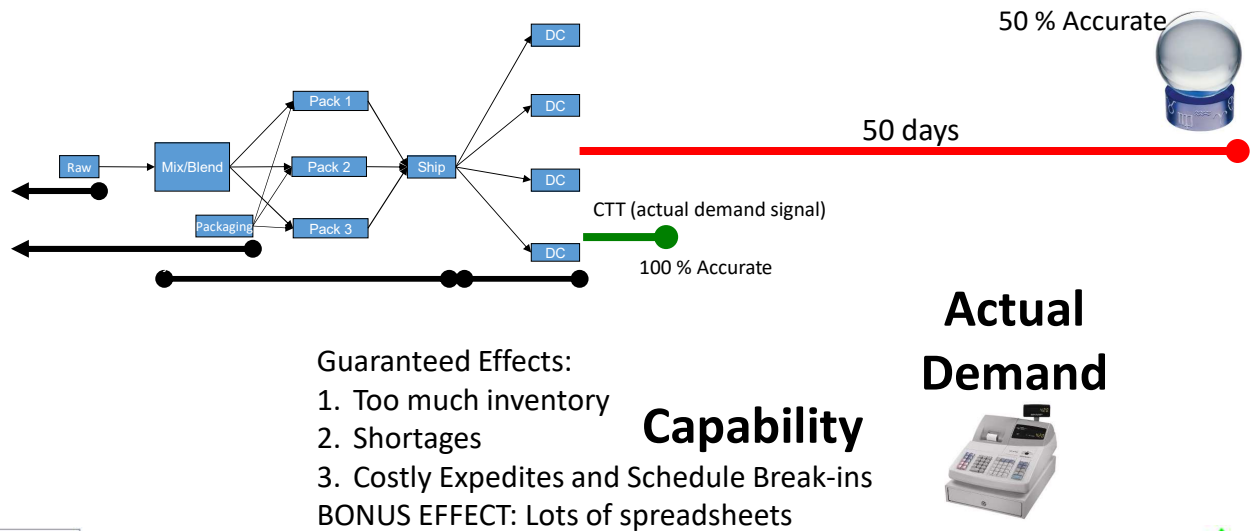 50 % Accurate
DC
DC
DC
DC
Pack 1
Pack 2
Pack 3
Raw
Mix/Blend
Packaging
Ship
50 days
CTT (actual demand signal)
100 % Accurate
Actual
Demand
Capability
Guaranteed Effects:
1. Too much inventory
2. Shortages
3. Costly Expedites and Schedule Break-ins
BONUS EFFECT: Lots of spreadsheets